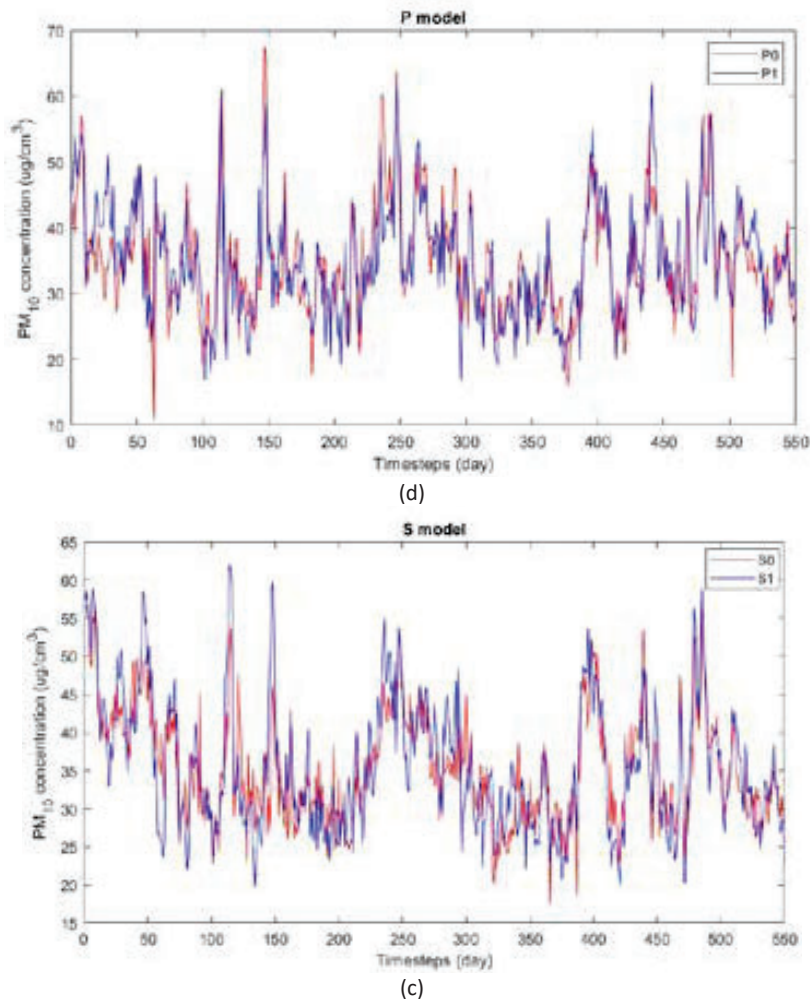 P model
70
60
50
40
30
20
10
PM10 concentration (ug/cm3)
P0
P1
0 50 100 150 200 250 300 350 400 450 500 550
Timesteps (day)
(d)
S model
65
60
55
50
45
40
35
30
25
20
15
PM10 concentration (ug/cm3)
S0
S1
0 50 100 150 200 250 300 350 400 450 500 550
Timesteps (day)
(c)